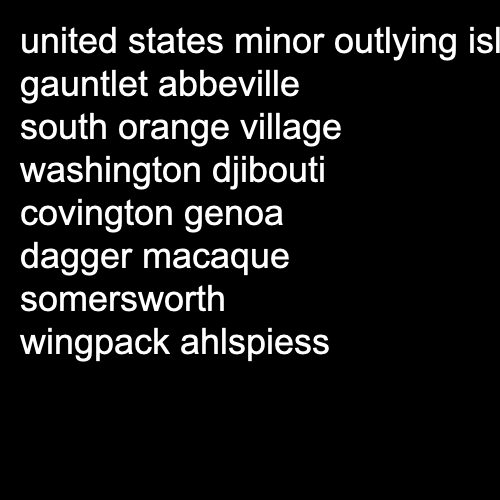 united states minor outlying isl
gauntlet abbeville
south orange village
washington djibouti
covington genoa
dagger macaque
somersworth
wingpack ahlspiess